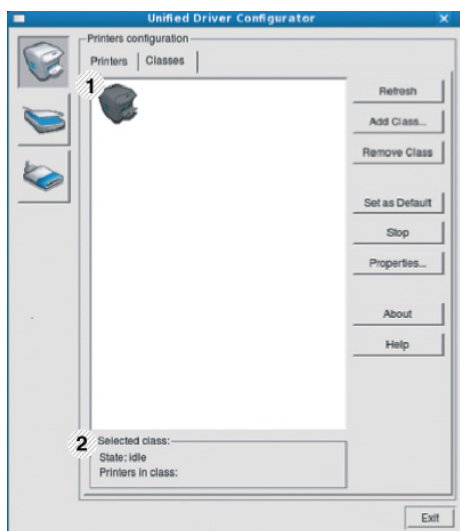 Unified Driver Configurator
Printers configuration
Printers Classes
1
Refresh
Add Class...
Remove Class
Set as Default
Stop
Properties...
About
Help
2
Selected class:
State: idle
Printers in class:
Exit